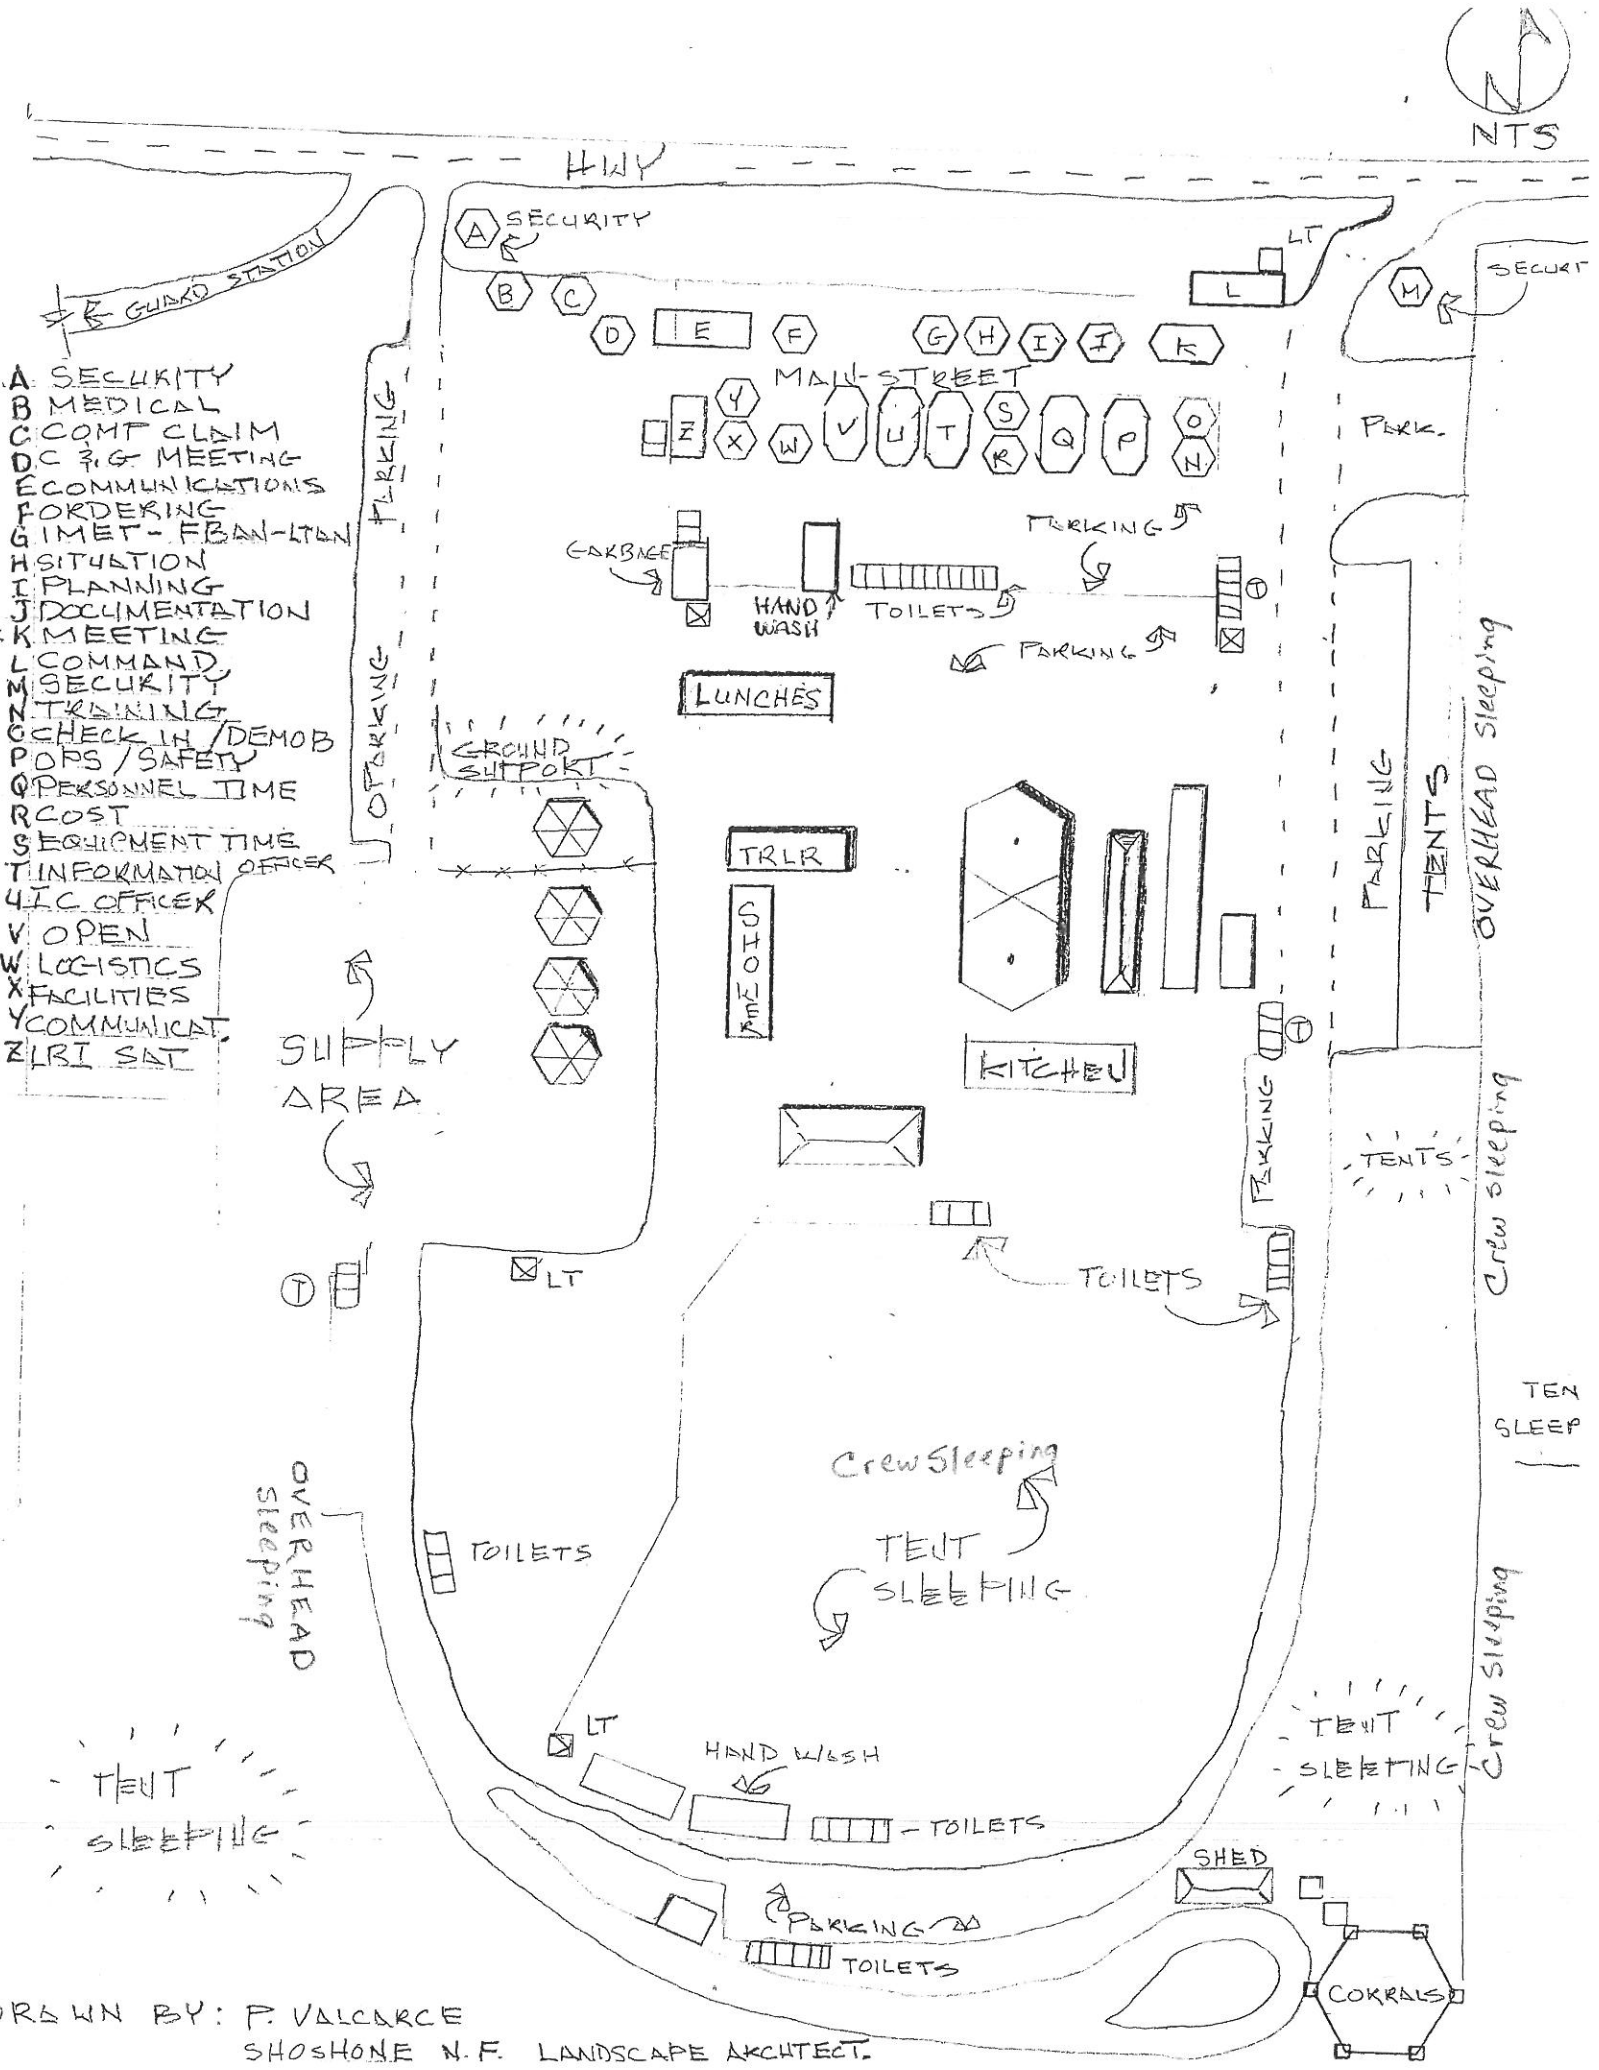 N
NTS
HWY
A SECURITY
LT
L
M SECURI
GUARD STATION
B
C
D
E
F
G
H
I
I
K
MAIN STREET
Z
Y
X
W
V
U
T
S
R
Q
P
O
N
PARK.
PARKING
A SECURITY
B MEDICAL
C COMP CLAIM
D C & G MEETING
E COMMUNICATIONS
F ORDERING
G IMET - FBAN-LTAN
H SITUATION
I PLANNING
J DOCUMENTATION
K MEETING
L COMMAND
M SECURITY
N TRAINING
O CHECK IN / DEMOB
P OPS / SAFETY
Q PERSONNEL TIME
R COST
S EQUIPMENT TIME
T INFORMATION OFFICER
U IC OFFICER
V OPEN
W LOGISTICS
X FACILITIES
Y COMMUNICAT.
Z LRI SAT
GARBAGE
HAND
WASH
TOILETS
PARKING
T
PARKING
LUNCHES
PARKING
GROUND
SUPPORT
TRLR
SHOWER
KITCHEN
T
PARKING
TENTS
OVERHEAD Sleeping
SUPPLY
AREA
PARKING
TENTS
Crew Sleeping
T
LT
TOILETS
TEN
SLEEP
Crew Sleeping
TENT
SLEEPING
OVERHEAD
Sleeping
TOILETS
Crew Sleeping
TENT
SLEEPING
TENT
SLEEPING
LT
HAND WASH
TOILETS
SHED
PARKING
TOILETS
CORRALS
DRAWN BY: P. VALCARCE
SHOSHONE N.F. LANDSCAPE ARCHTECT.